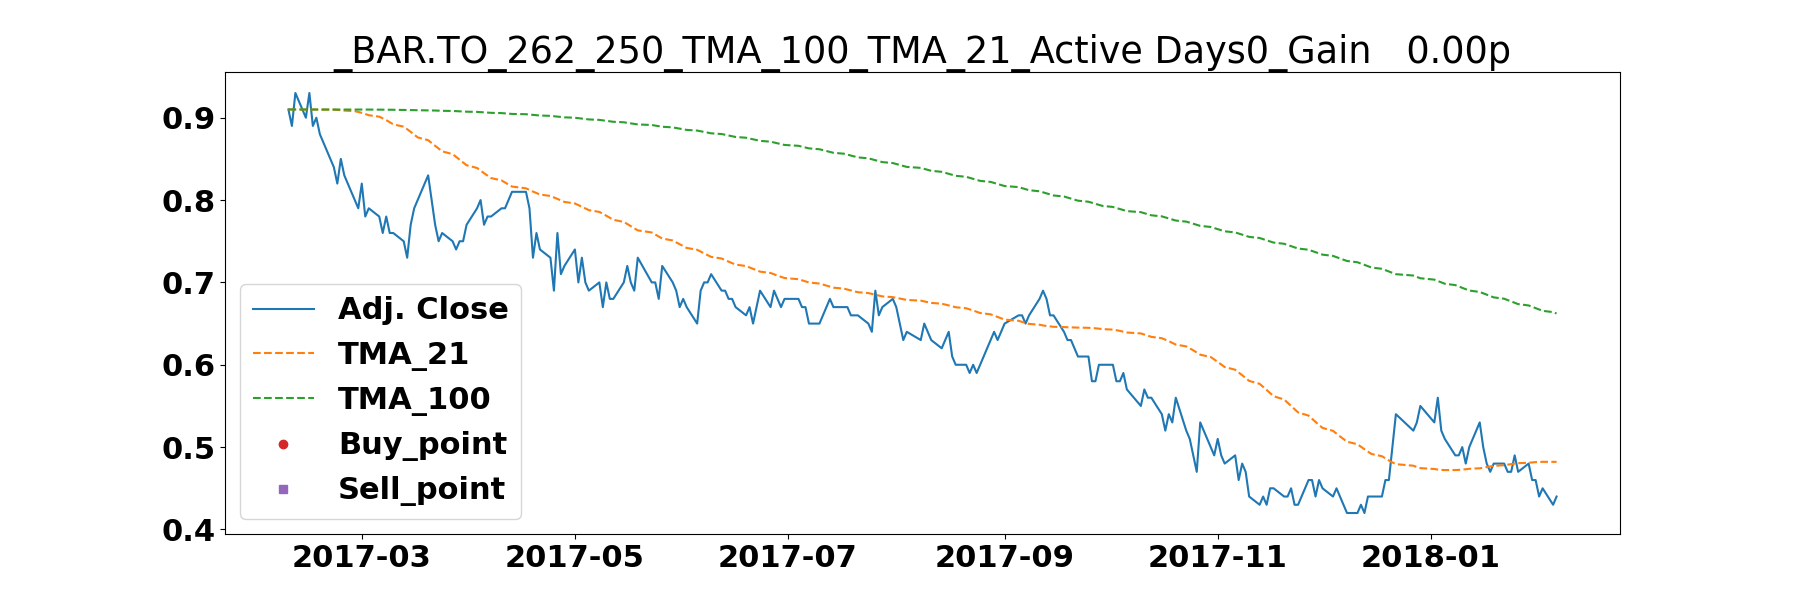 _BAR.TO_262_250_TMA_100_TMA_21_Active Days0_Gain   0.00p
0.9
0.8
0.7
0.6
0.5
0.4
Adj. Close
TMA_21
TMA_100
Buy_point
Sell_point
2017-03 2017-05 2017-07 2017-09 2017-11 2018-01